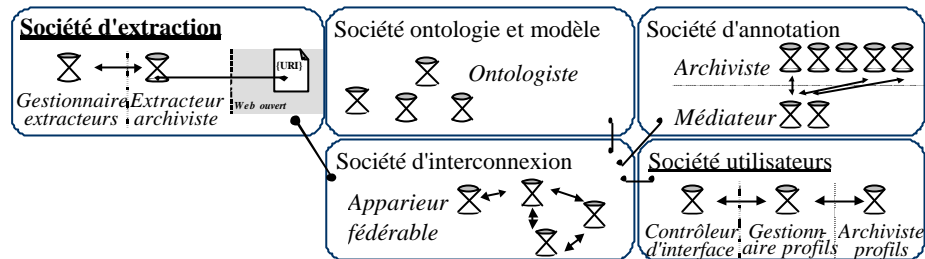 Société d'extraction
{URI}
Gestionnaire
extracteurs
Extracteur
archiviste
Web ouvert
Société ontologie et modèle
Ontologiste
Société d'annotation
Archiviste
Médiateur
Société d'interconnexion
Apparieur
fédérable
Société utilisateurs
Contrôleur
d'interface
Gestionn-
aire profils
Archiviste
profils